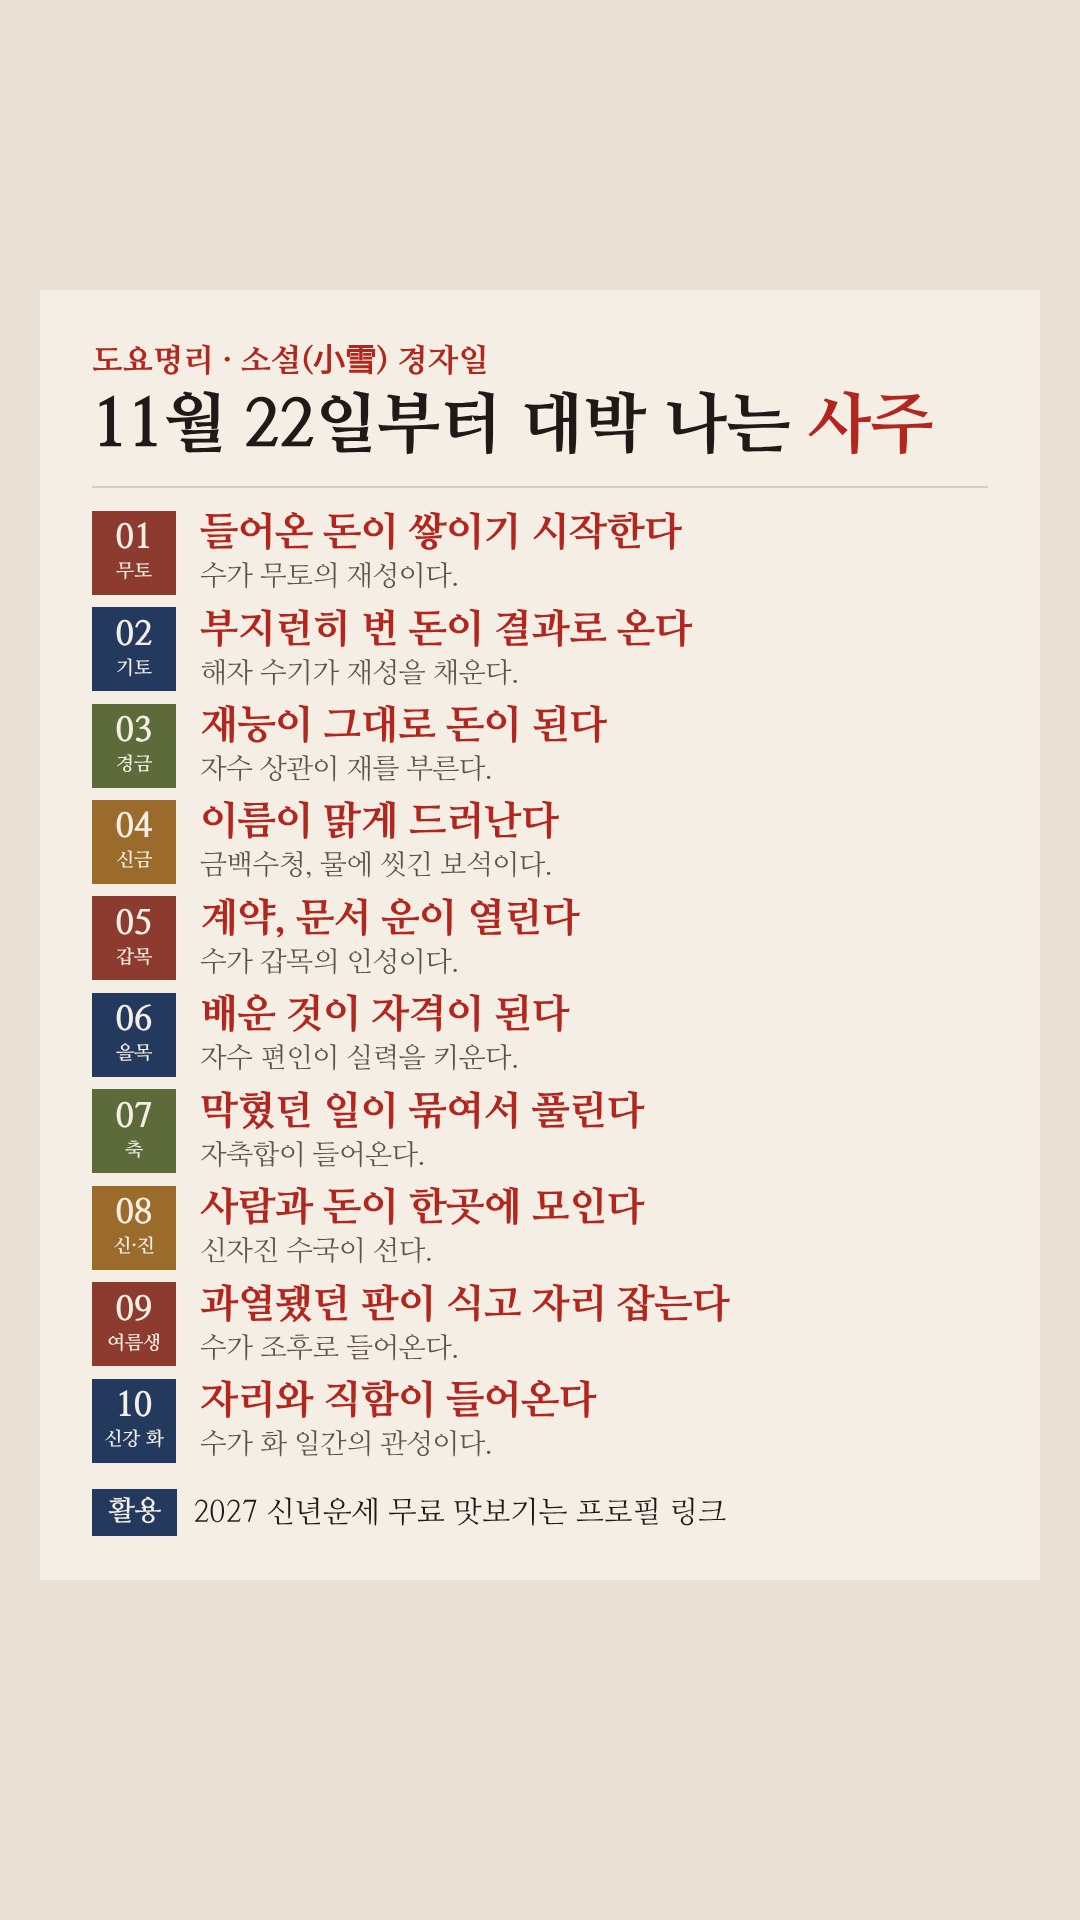 도요명리 · 소설(小雪) 경자일
11월 22일부터 대박 나는 사주
01
무토
들어온 돈이 쌓이기 시작한다
수가 무토의 재성이다.
02
기토
부지런히 번 돈이 결과로 온다
해자 수기가 재성을 채운다.
03
경금
재능이 그대로 돈이 된다
자수 상관이 재를 부른다.
04
신금
이름이 맑게 드러난다
금백수청, 물에 씻긴 보석이다.
05
갑목
계약, 문서 운이 열린다
수가 갑목의 인성이다.
06
을목
배운 것이 자격이 된다
자수 편인이 실력을 키운다.
07
축
막혔던 일이 묶여서 풀린다
자축합이 들어온다.
08
신·진
사람과 돈이 한곳에 모인다
신자진 수국이 선다.
09
여름생
과열됐던 판이 식고 자리 잡는다
수가 조후로 들어온다.
10
신강 화
자리와 직함이 들어온다
수가 화 일간의 관성이다.
활용 2027 신년운세 무료 맛보기는 프로필 링크